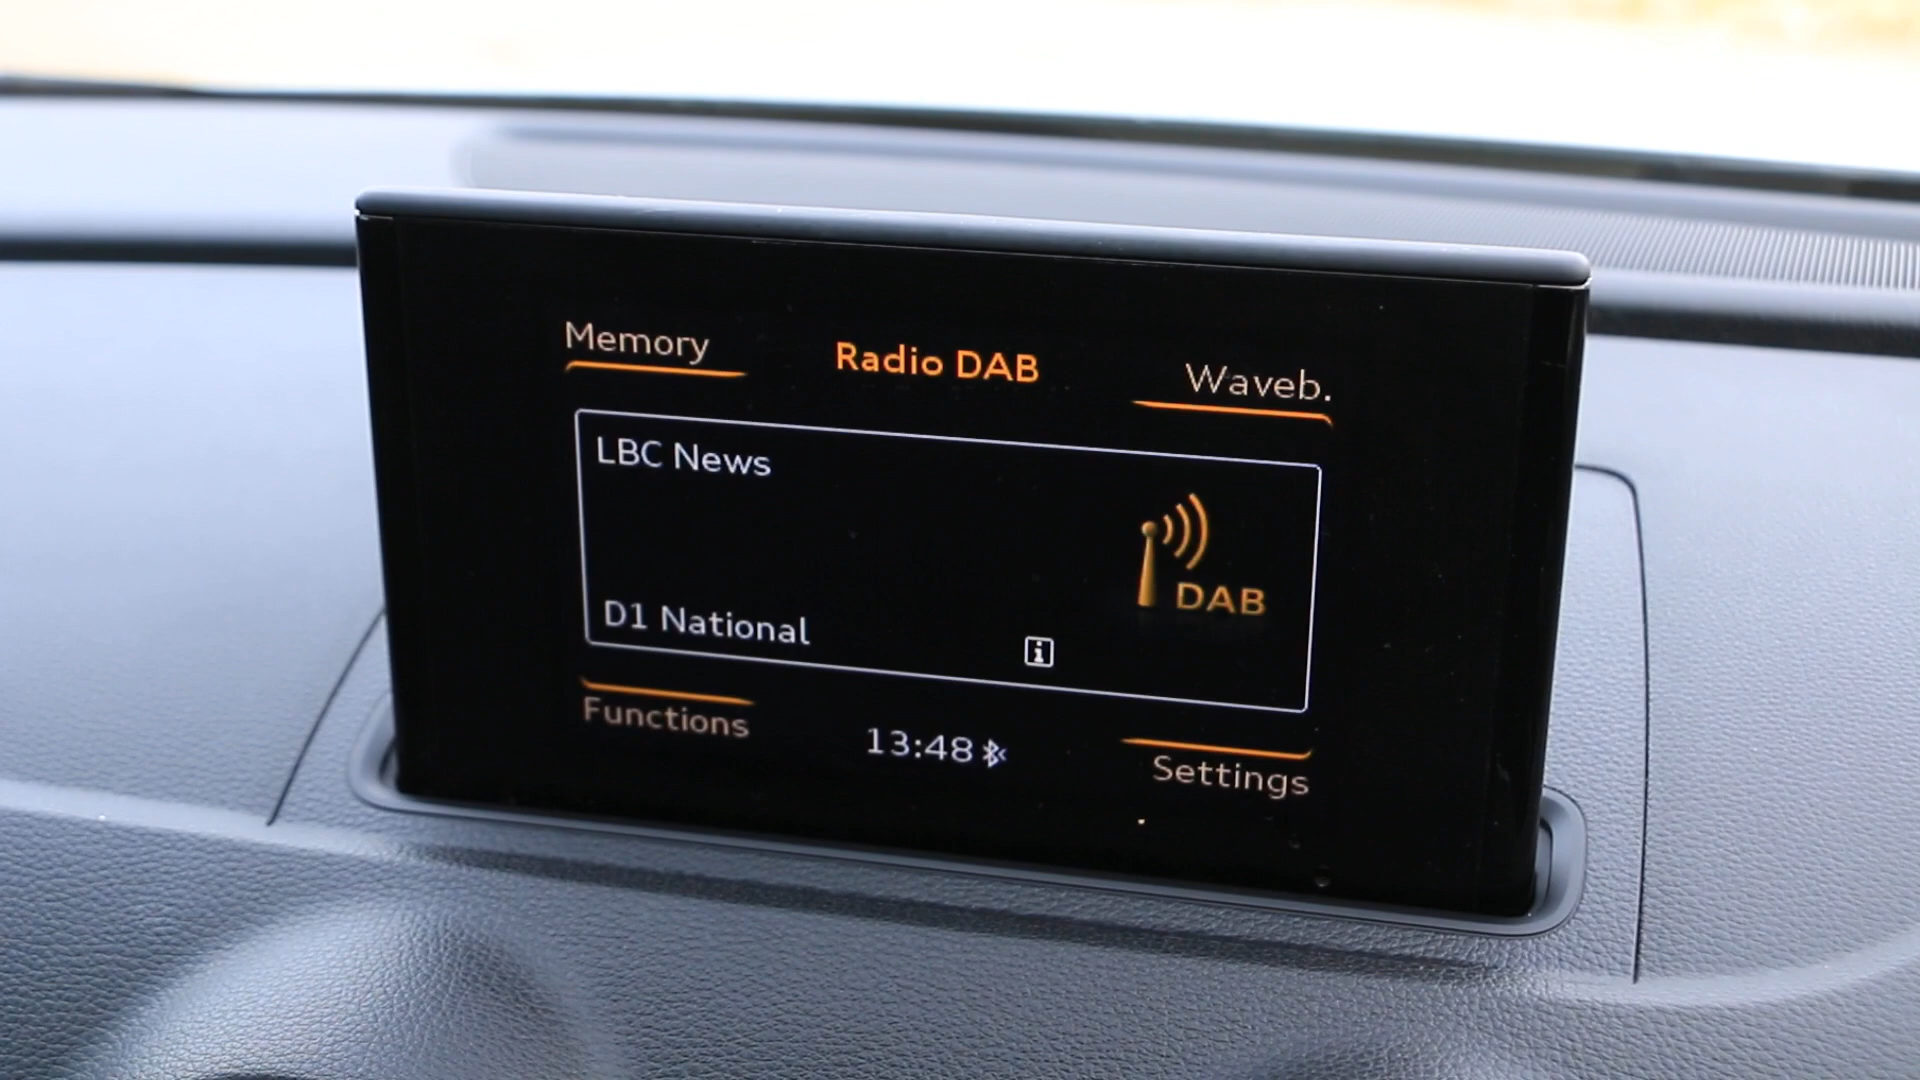 Memory
Radio DAB
Waveb.
LBC News
DAB
D1 National
i
Functions
13:48
Settings